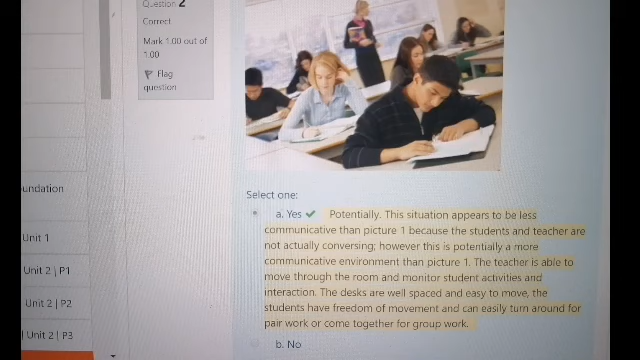 Question 2
Correct
Mark 1.00 out of
1.00
Flag
question
undation
Unit 1
Unit 2 | P1
Unit 2 | P2
Unit 2 | P3
Select one:
a. Yes ✔ Potentially. This situation appears to be less
communicative than picture 1 because the students and teacher are
not actually conversing; however this is potentially a more
communicative environment than picture 1. The teacher is able to
move through the room and monitor student activities and
interaction. The desks are well spaced and easy to move, the
students have freedom of movement and can easily turn around for
pair work or come together for group work.
b. No